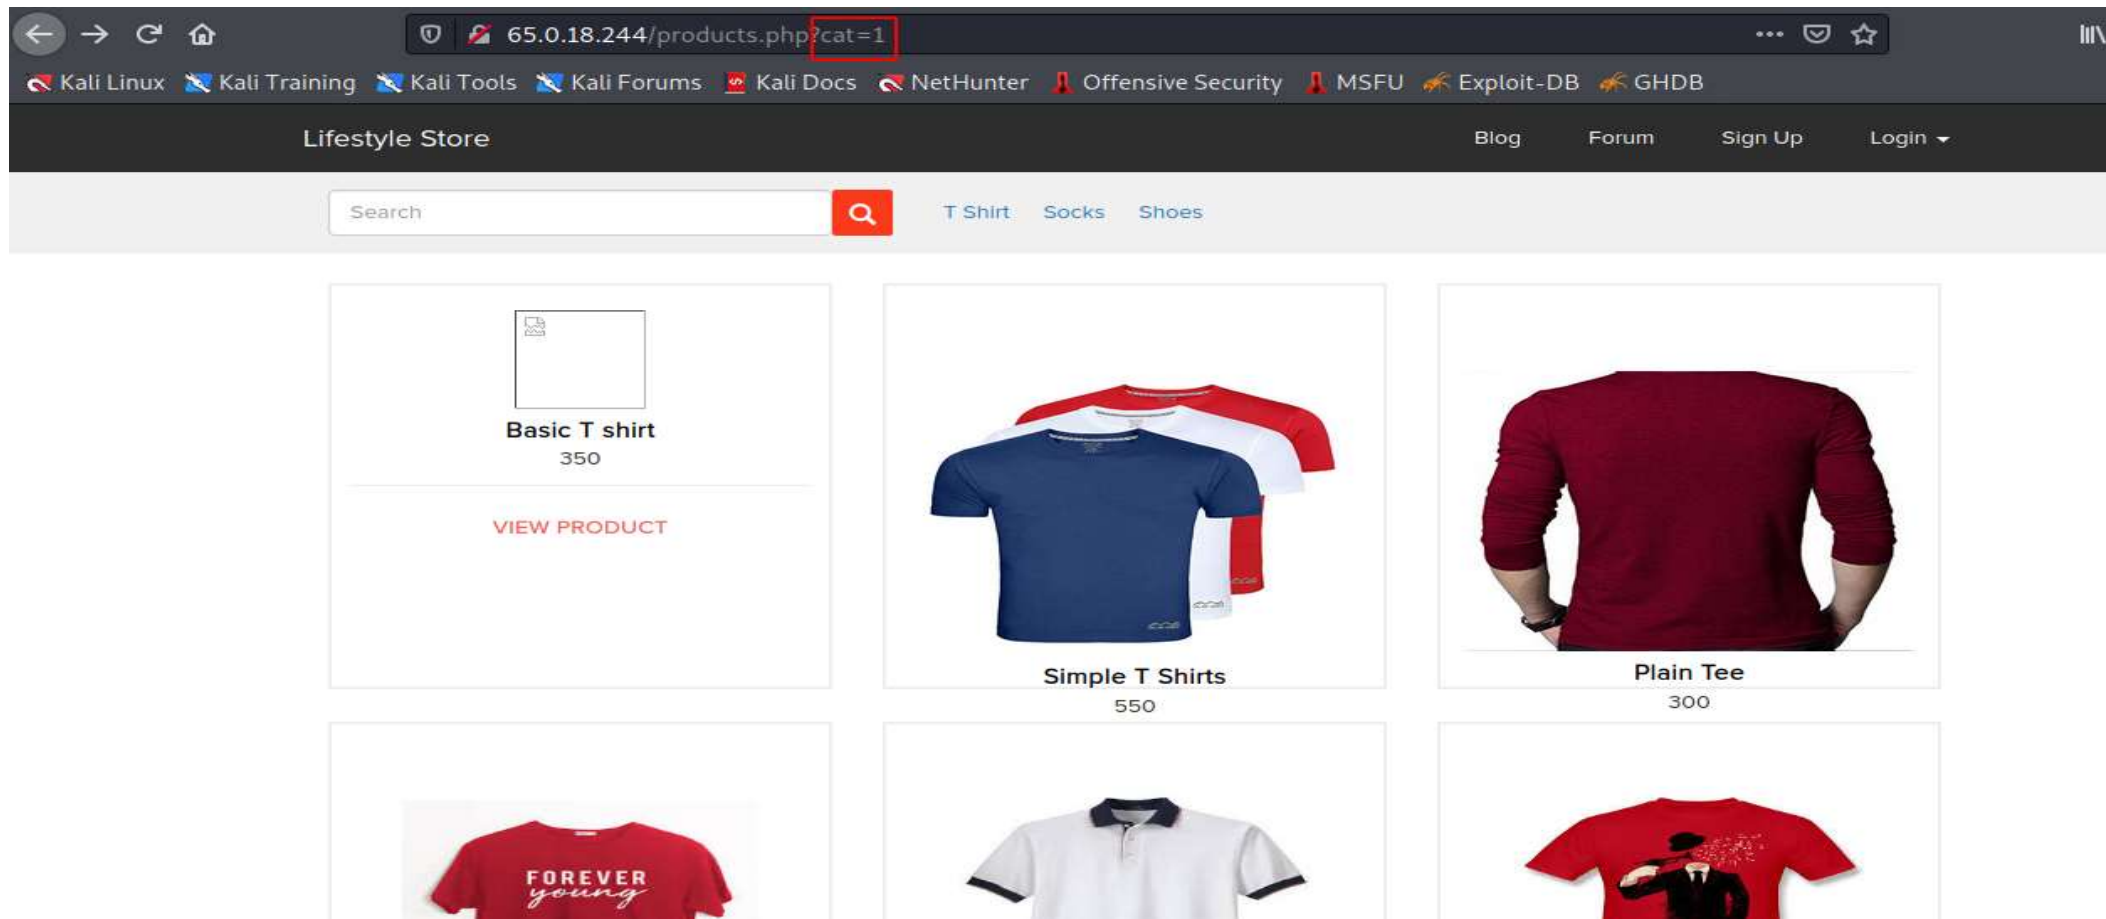 65.0.18.244/products.php?cat=1
Kali Linux Kali Training Kali Tools Kali Forums Kali Docs NetHunter Offensive Security MSFU Exploit-DB GHDB
Lifestyle Store Blog Forum Sign Up Login
Search T Shirt Socks Shoes
Basic T shirt
350
VIEW PRODUCT
Simple T Shirts
550
Plain Tee
300
FOREVER
young